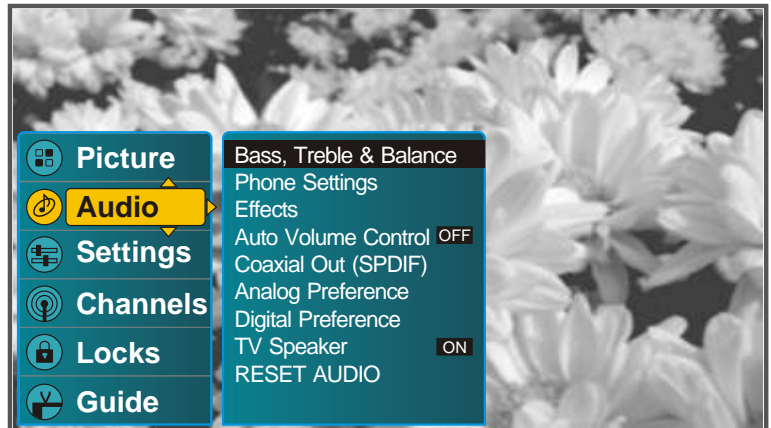 Picture
Audio
Settings
Channels
Locks
Guide
Bass, Treble & Balance
Phone Settings
Effects
Auto Volume Control OFF
Coaxial Out (SPDIF)
Analog Preference
Digital Preference
TV Speaker ON
RESET AUDIO